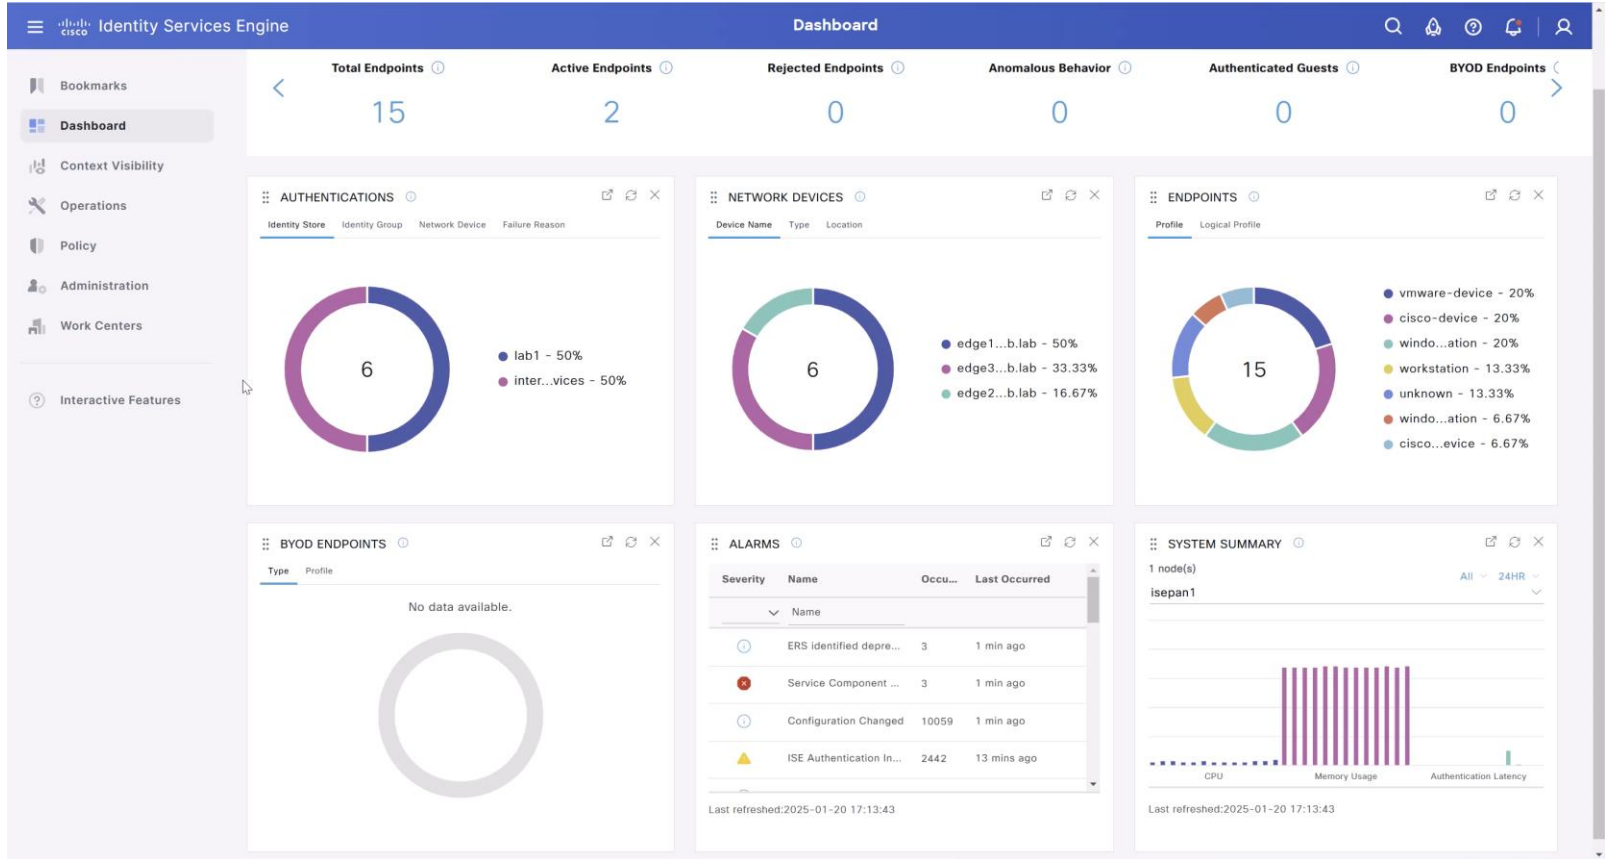 cisco Identity Services Engine
Dashboard
Bookmarks
Dashboard
Context Visibility
Operations
Policy
Administration
Work Centers
Interactive Features
Total Endpoints
15
Active Endpoints
2
Rejected Endpoints
0
Anomalous Behavior
0
Authenticated Guests
0
BYOD Endpoints
0
AUTHENTICATIONS
Identity Store Identity Group Network Device Failure Reason
6
lab1 - 50%
inter...vices - 50%
NETWORK DEVICES
Device Name Type Location
6
edge1...b.lab - 50%
edge3...b.lab - 33.33%
edge2...b.lab - 16.67%
ENDPOINTS
Profile Logical Profile
15
vmware-device - 20%
cisco-device - 20%
windo...ation - 20%
workstation - 13.33%
unknown - 13.33%
windo...ation - 6.67%
cisco...evice - 6.67%
BYOD ENDPOINTS
Type Profile
No data available.
ALARMS
Severity Name Occu... Last Occurred
Name
ERS identified depre... 3 1 min ago
Service Component ... 3 1 min ago
Configuration Changed 10059 1 min ago
ISE Authentication In... 2442 13 mins ago
Last refreshed:2025-01-20 17:13:43
SYSTEM SUMMARY
1 node(s)
All 24HR
isepan1
CPU Memory Usage Authentication Latency
Last refreshed:2025-01-20 17:13:43